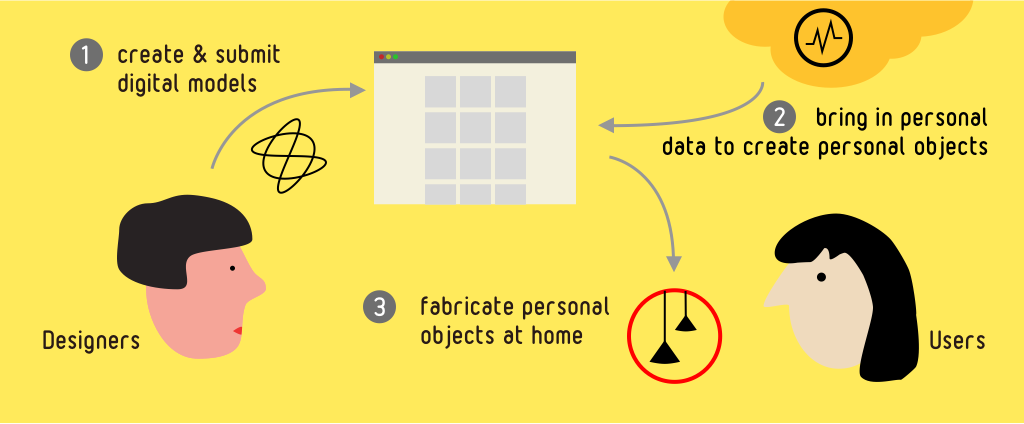 1 create & submit
digital models
2 bring in personal
data to create personal objects
3 fabricate personal
objects at home
Designers
Users